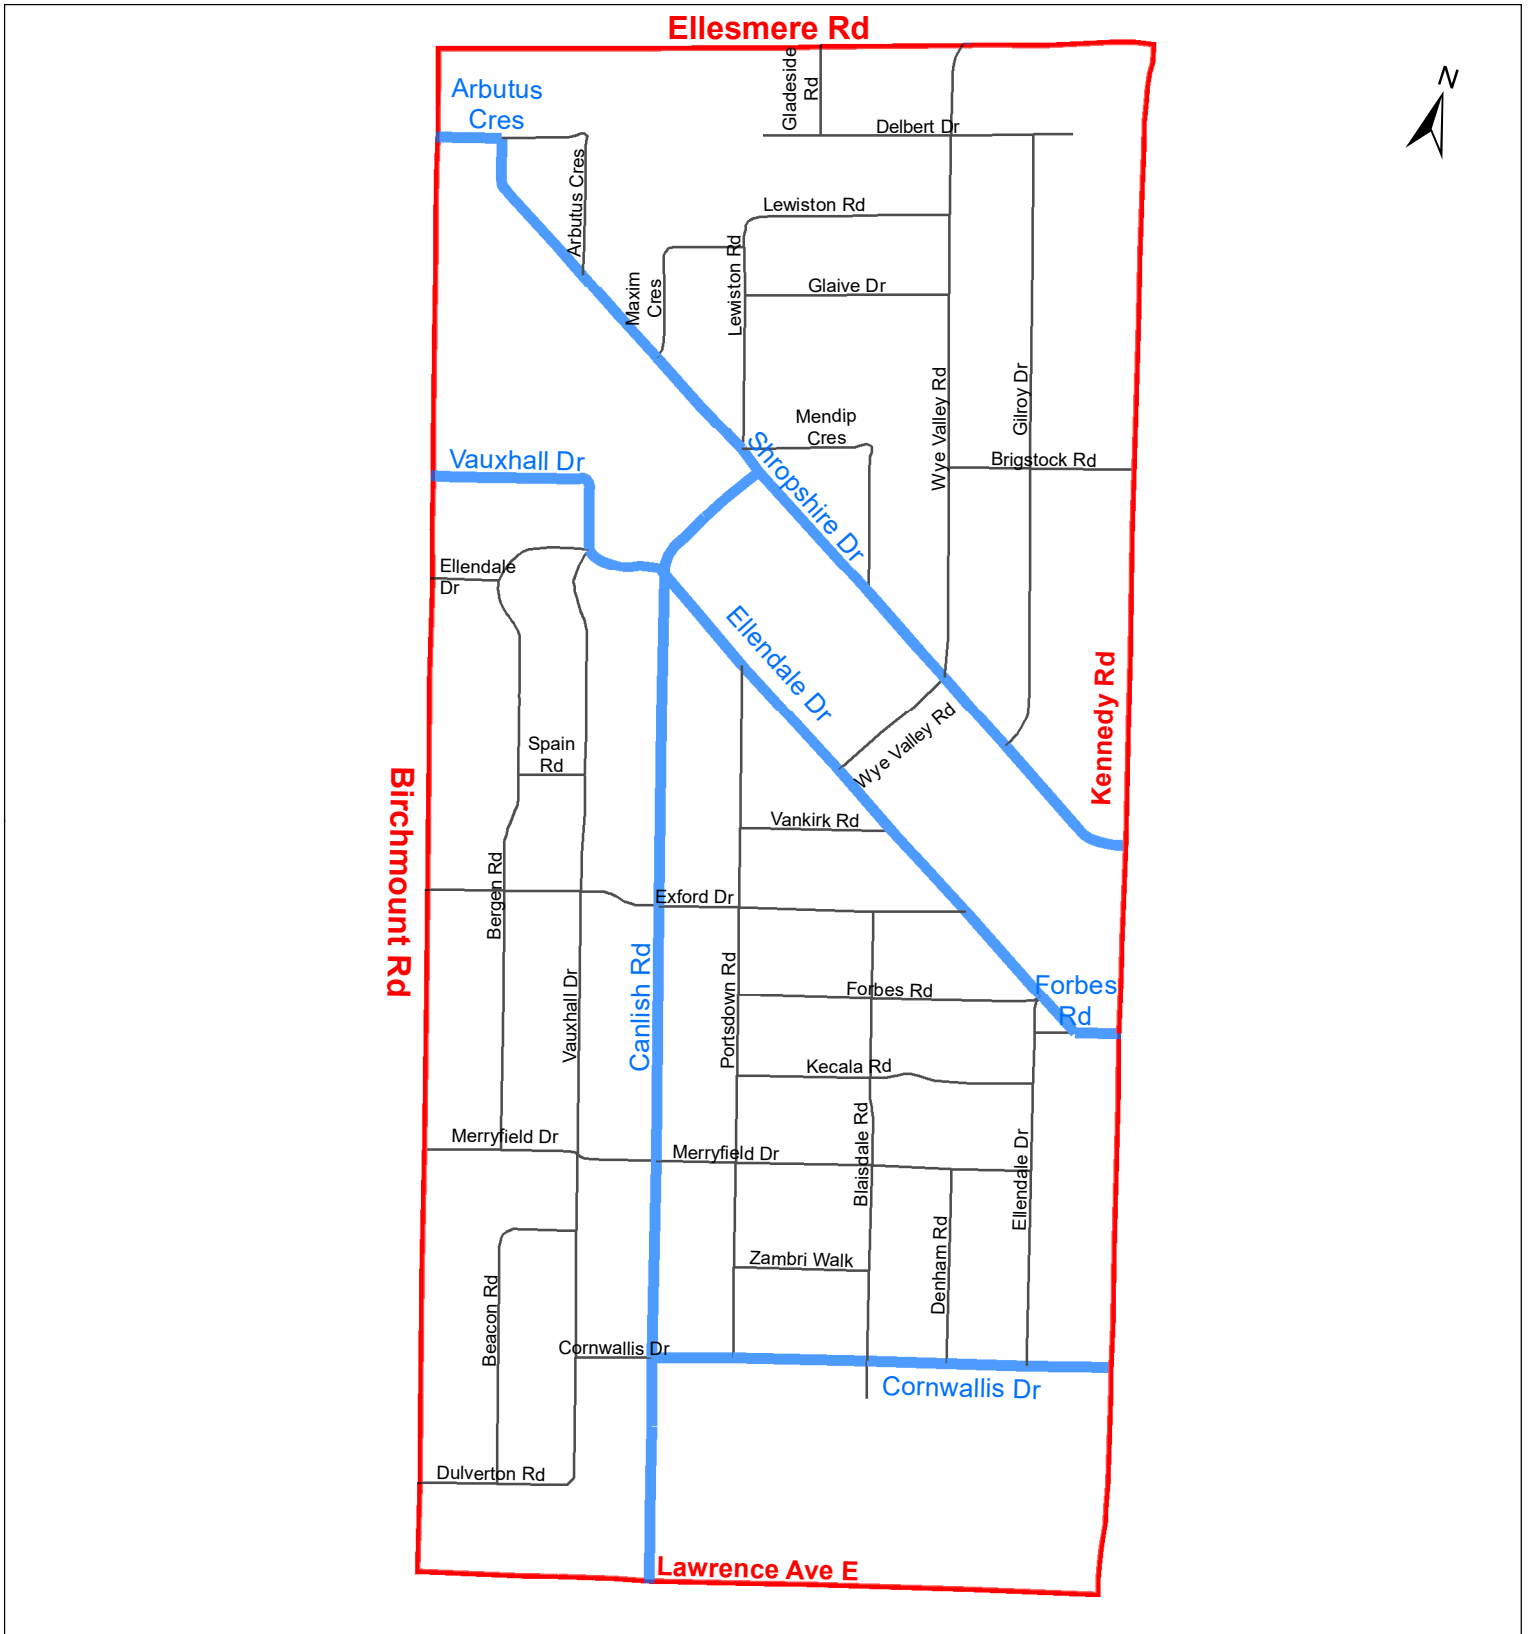 Ellesmere Rd
N
Gladeside
Rd
Arbutus
Cres
Delbert Dr
Arbutus Cres
Lewiston Rd
Lewiston Rd
Maxim
Cres
Glaive Dr
Wye Valley Rd
Gilroy Dr
Mendip
Cres
Shropshire Dr
Brigstock Rd
Vauxhall Dr
Ellendale
Dr
Ellendale Dr
Kennedy Rd
Wye Valley Rd
Spain
Rd
Birchmount Rd
Vankirk Rd
Bergen Rd
Exford Dr
Canlish Rd
Vauxhall Dr
Portsdown Rd
Forbes Rd
Forbes
Rd
Kecala Rd
Blaisdale Rd
Merryfield Dr
Merryfield Dr
Ellendale Dr
Denham Rd
Zambri Walk
Beacon Rd
Cornwallis Dr
Cornwallis Dr
Dulverton Rd
Lawrence Ave E